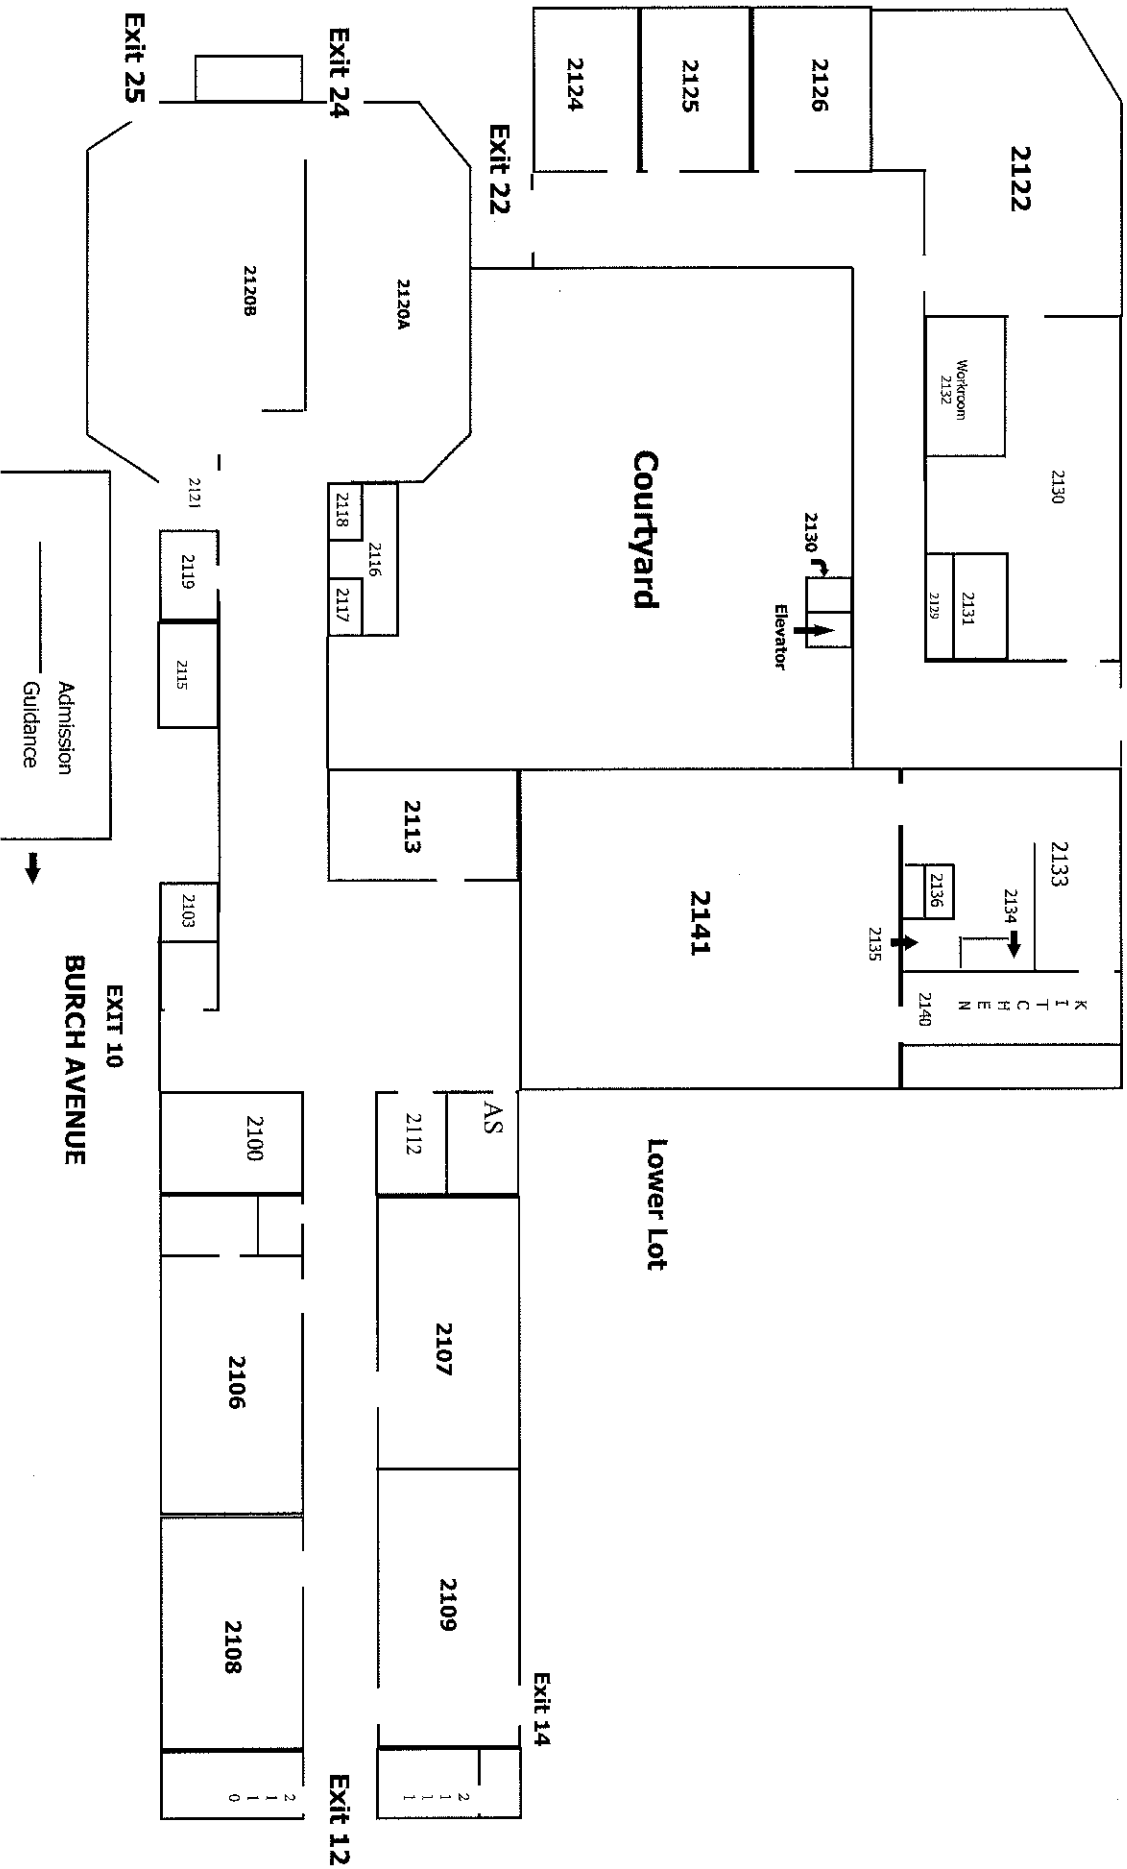 2122
2130
2133
K
I
T
C
H
E
N
2134
Workroom
2132
2131
2129
2136
2140
2135
2126
2130
Elevator
2125
2124
Courtyard
2141
Lower Lot
Exit 22
Exit 14
AS
2113
2112
2107
2109
2120A
2116
2118
2117
Exit 24
Exit 12
2120B
2100
2106
2108
2
1
1
1
2
1
1
0
2121
2119
2115
2103
Exit 25
EXIT 10
BURCH AVENUE
Admission
Guidance